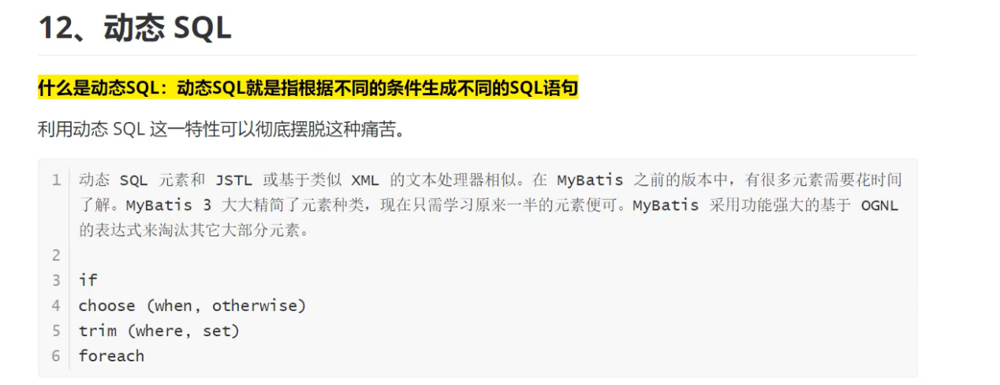 12、动态 SQL
什么是动态SQL：动态SQL就是指根据不同的条件生成不同的SQL语句
利用动态 SQL 这一特性可以彻底摆脱这种痛苦。
1 动态 SQL 元素和 JSTL 或基于类似 XML 的文本处理器相似。在 MyBatis 之前的版本中，有很多元素需要花时间
了解。MyBatis 3 大大精简了元素种类，现在只需学习原来一半的元素便可。MyBatis 采用功能强大的基于 OGNL
的表达式来淘汰其它大部分元素。
2
3 if
4 choose (when, otherwise)
5 trim (where, set)
6 foreach